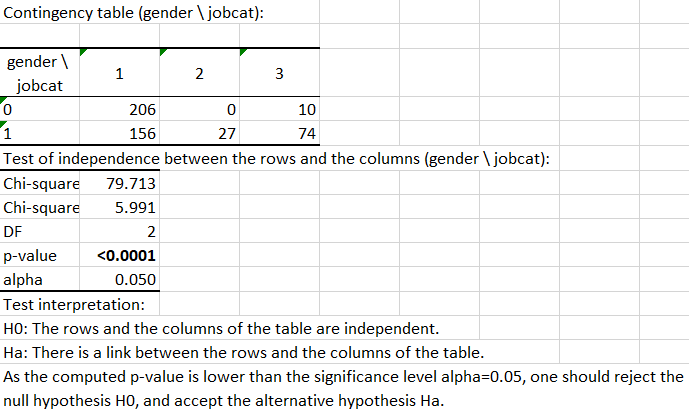 Contingency table (gender \ jobcat):
gender \ jobcat 1 2 3
0 206 0 10
1 156 27 74
Test of independence between the rows and the columns (gender \ jobcat):
Chi-square 79.713
Chi-square 5.991
DF 2
p-value <0.0001
alpha 0.050
Test interpretation:
H0: The rows and the columns of the table are independent.
Ha: There is a link between the rows and the columns of the table.
As the computed p-value is lower than the significance level alpha=0.05, one should reject the
null hypothesis H0, and accept the alternative hypothesis Ha.